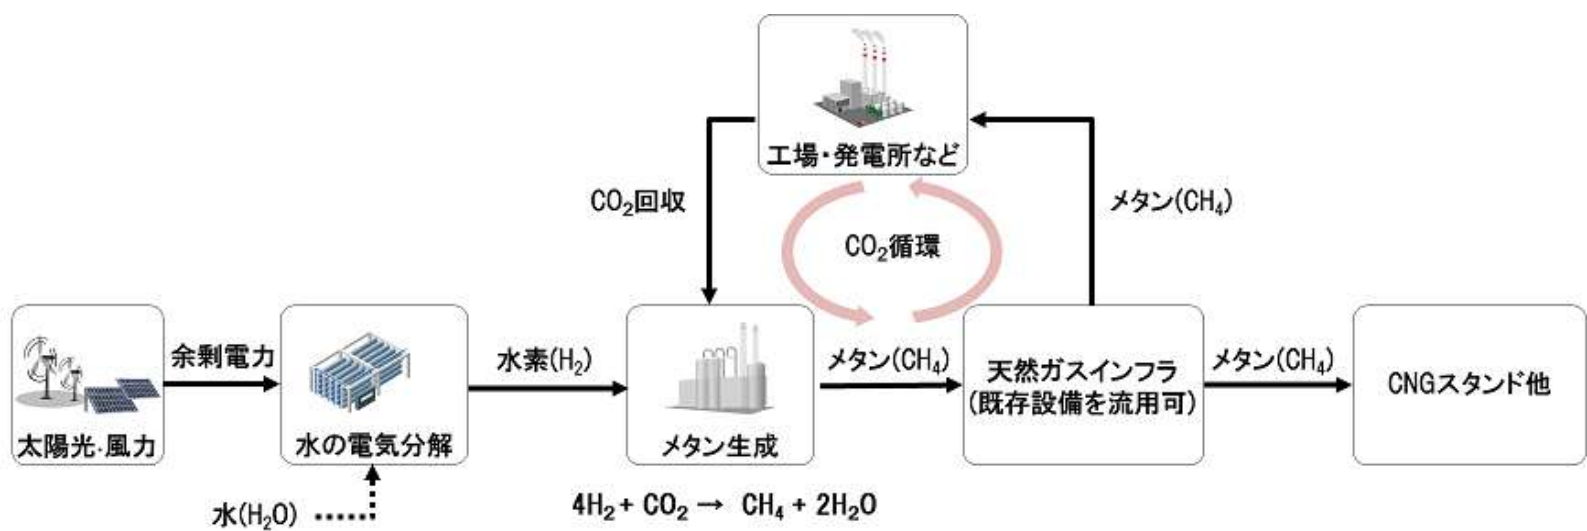 工場・発電所など
CO₂回収
メタン(CH₄)
CO₂循環
太陽光・風力
余剰電力
水の電気分解
水(H₂O)
水素(H₂)
メタン生成
4H₂ + CO₂ → CH₄ + 2H₂O
メタン(CH₄)
天然ガスインフラ
(既存設備を流用可)
メタン(CH₄)
CNGスタンド他